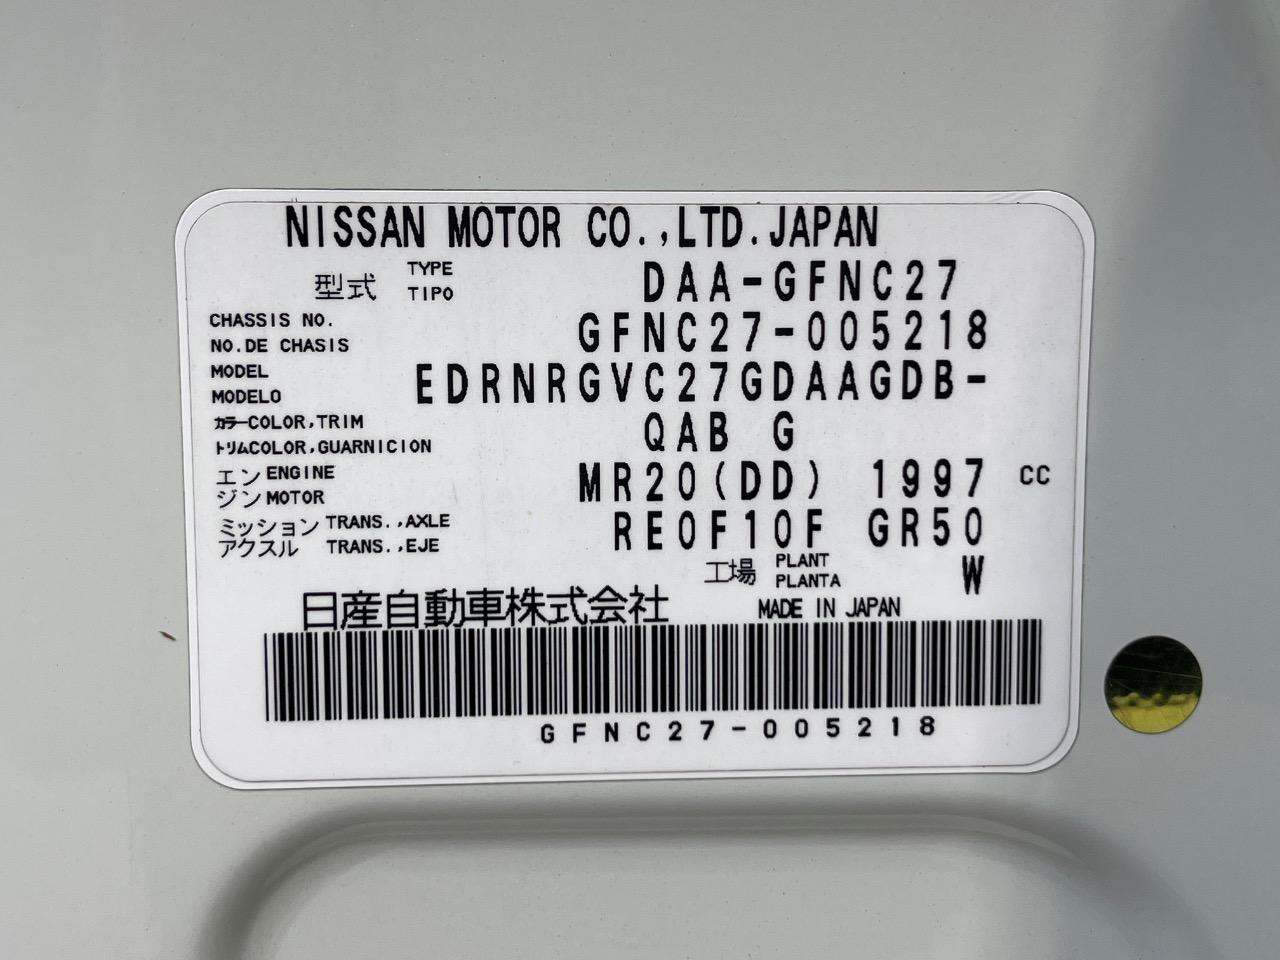 NISSAN MOTOR CO.,LTD.JAPAN
型式 TYPE TIPO DAA-GFNC27
CHASSIS NO.
NO.DE CHASIS GFNC27-005218
MODEL
MODELO EDRNRGVC27GDAAGDB-
カラーCOLOR,TRIM
トリムCOLOR,GUARNICION QAB G
エンジン ENGINE MOTOR MR20(DD) 1997 CC
ミッション TRANS.,AXLE
アクスル TRANS.,EJE RE0F10F GR50
工場 PLANT PLANTA W
日産自動車株式会社 MADE IN JAPAN
GFNC27-005218